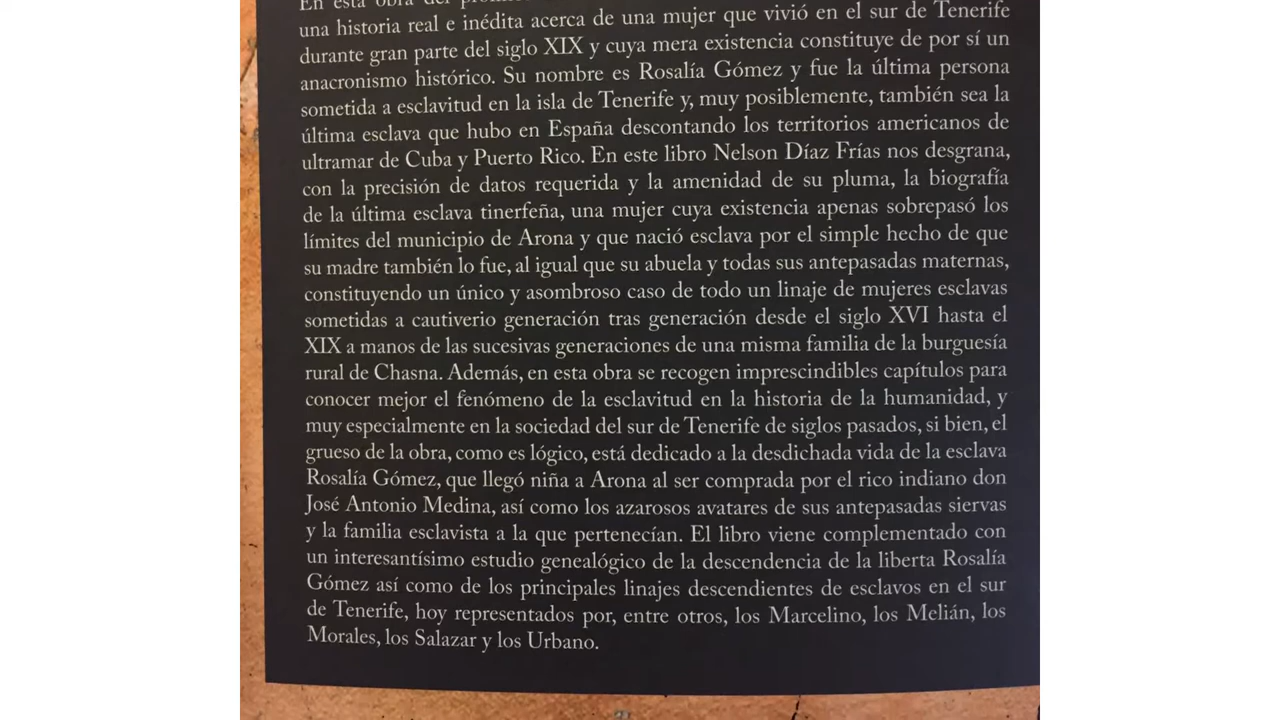 En esta obra del
una historia real e inédita acerca de una mujer que vivió en el sur de Tenerife
durante gran parte del siglo XIX y cuya mera existencia constituye de por sí un
anacronismo histórico. Su nombre es Rosalía Gómez y fue la última persona
sometida a esclavitud en la isla de Tenerife y, muy posiblemente, también sea la
última esclava que hubo en España descontando los territorios americanos de
ultramar de Cuba y Puerto Rico. En este libro Nelson Díaz Frías nos desgrana,
con la precisión de datos requerida y la amenidad de su pluma, la biografía
de la última esclava tinerfeña, una mujer cuya existencia apenas sobrepasó los
límites del municipio de Arona y que nació esclava por el simple hecho de que
su madre también lo fue, al igual que su abuela y todas sus antepasadas maternas,
constituyendo un único y asombroso caso de todo un linaje de mujeres esclavas
sometidas a cautiverio generación tras generación desde el siglo XVI hasta el
XIX a manos de las sucesivas generaciones de una misma familia de la burguesía
rural de Chasna. Además, en esta obra se recogen imprescindibles capítulos para
conocer mejor el fenómeno de la esclavitud en la historia de la humanidad, y
muy especialmente en la sociedad del sur de Tenerife de siglos pasados, si bien, el
grueso de la obra, como es lógico, está dedicado a la desdichada vida de la esclava
Rosalía Gómez, que llegó niña a Arona al ser comprada por el rico indiano don
José Antonio Medina, así como los azarosos avatares de sus antepasadas siervas
y la familia esclavista a la que pertenecían. El libro viene complementado con
un interesantísimo estudio genealógico de la descendencia de la liberta Rosalía
Gómez así como de los principales linajes descendientes de esclavos en el sur
de Tenerife, hoy representados por, entre otros, los Marcelino, los Melián, los
Morales, los Salazar y los Urbano.